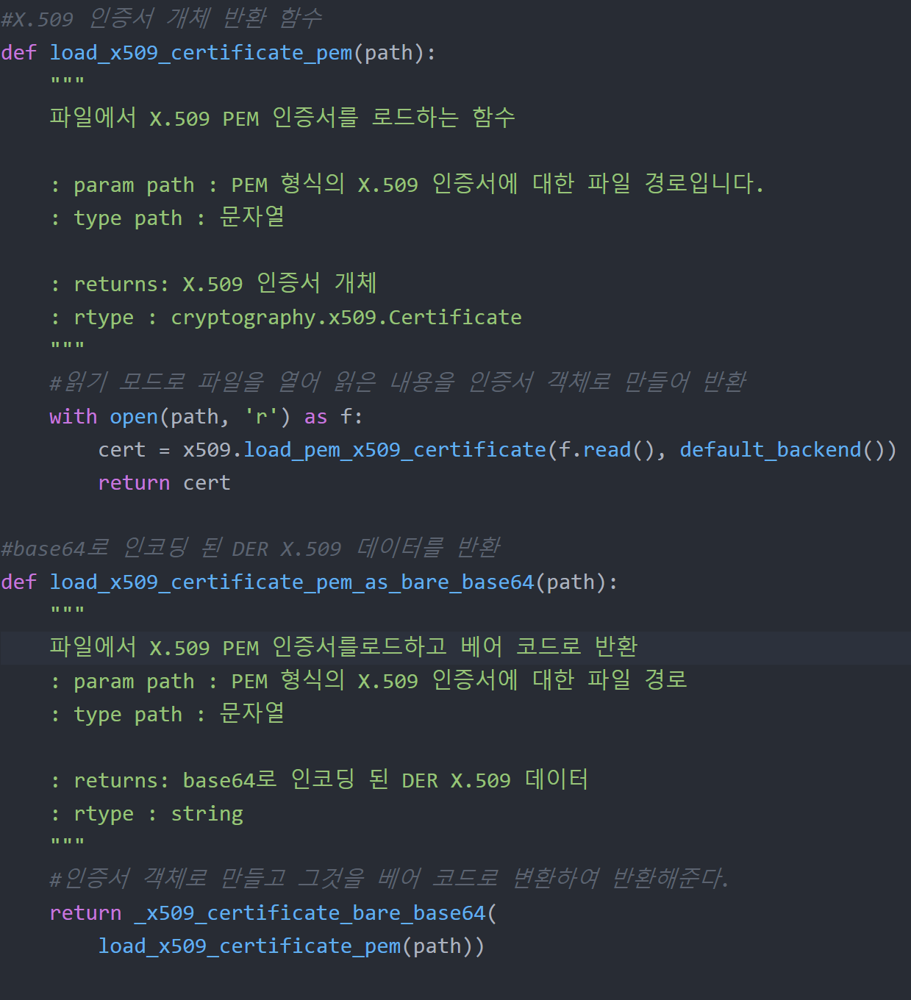 #X.509 인증서 개체 반환 함수
def load_x509_certificate_pem(path):
    """
    파일에서 X.509 PEM 인증서를 로드하는 함수

    : param path : PEM 형식의 X.509 인증서에 대한 파일 경로입니다.
    : type path : 문자열

    : returns: X.509 인증서 개체
    : rtype : cryptography.x509.Certificate
    """
    #읽기 모드로 파일을 열어 읽은 내용을 인증서 객체로 만들어 반환
    with open(path, 'r') as f:
        cert = x509.load_pem_x509_certificate(f.read(), default_backend())
        return cert

#base64로 인코딩 된 DER X.509 데이터를 반환
def load_x509_certificate_pem_as_bare_base64(path):
    """
    파일에서 X.509 PEM 인증서를로드하고 베어 코드로 반환
    : param path : PEM 형식의 X.509 인증서에 대한 파일 경로
    : type path : 문자열

    : returns: base64로 인코딩 된 DER X.509 데이터
    : rtype : string
    """
    #인증서 객체로 만들고 그것을 베어 코드로 변환하여 반환해준다.
    return _x509_certificate_bare_base64(
        load_x509_certificate_pem(path))